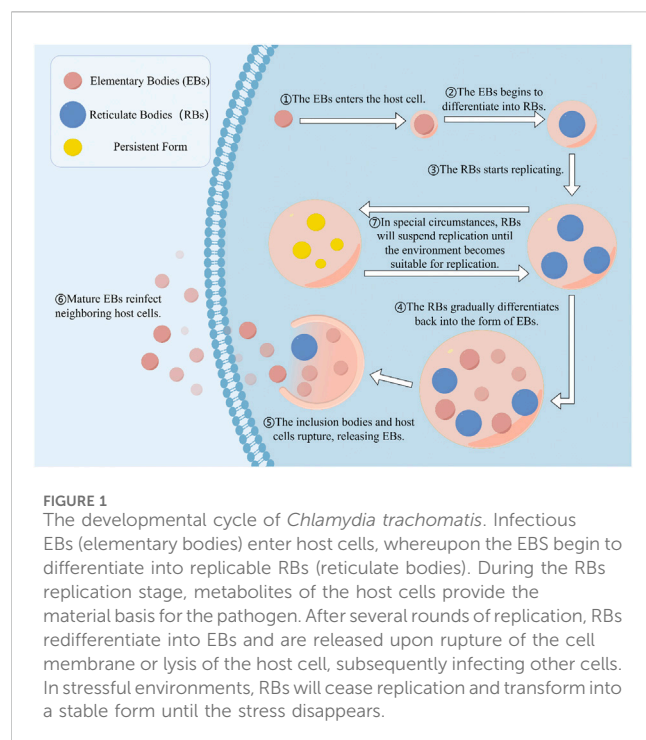 Elementary Bodies (EBs)
Reticulate Bodies (RBs)
Persistent Form
①The EBs enters the host cell.
②The EBs begins to
differentiate into RBs.
③The RBs starts replicating.
⑦In special circumstances, RBs
will suspend replication until
the environment becomes
suitable for replication.
④The RBs gradually differentiates
back into the form of EBs.
⑤The inclusion bodies and host
cells rupture, releasing EBs.
⑥Mature EBs reinfect
neighboring host cells.
FIGURE 1
The developmental cycle of Chlamydia trachomatis. Infectious
EBs (elementary bodies) enter host cells, whereupon the EBS begin to
differentiate into replicable RBs (reticulate bodies). During the RBs
replication stage, metabolites of the host cells provide the
material basis for the pathogen. After several rounds of replication, RBs
redifferentiate into EBs and are released upon rupture of the cell
membrane or lysis of the host cell, subsequently infecting other cells.
In stressful environments, RBs will cease replication and transform into
a stable form until the stress disappears.